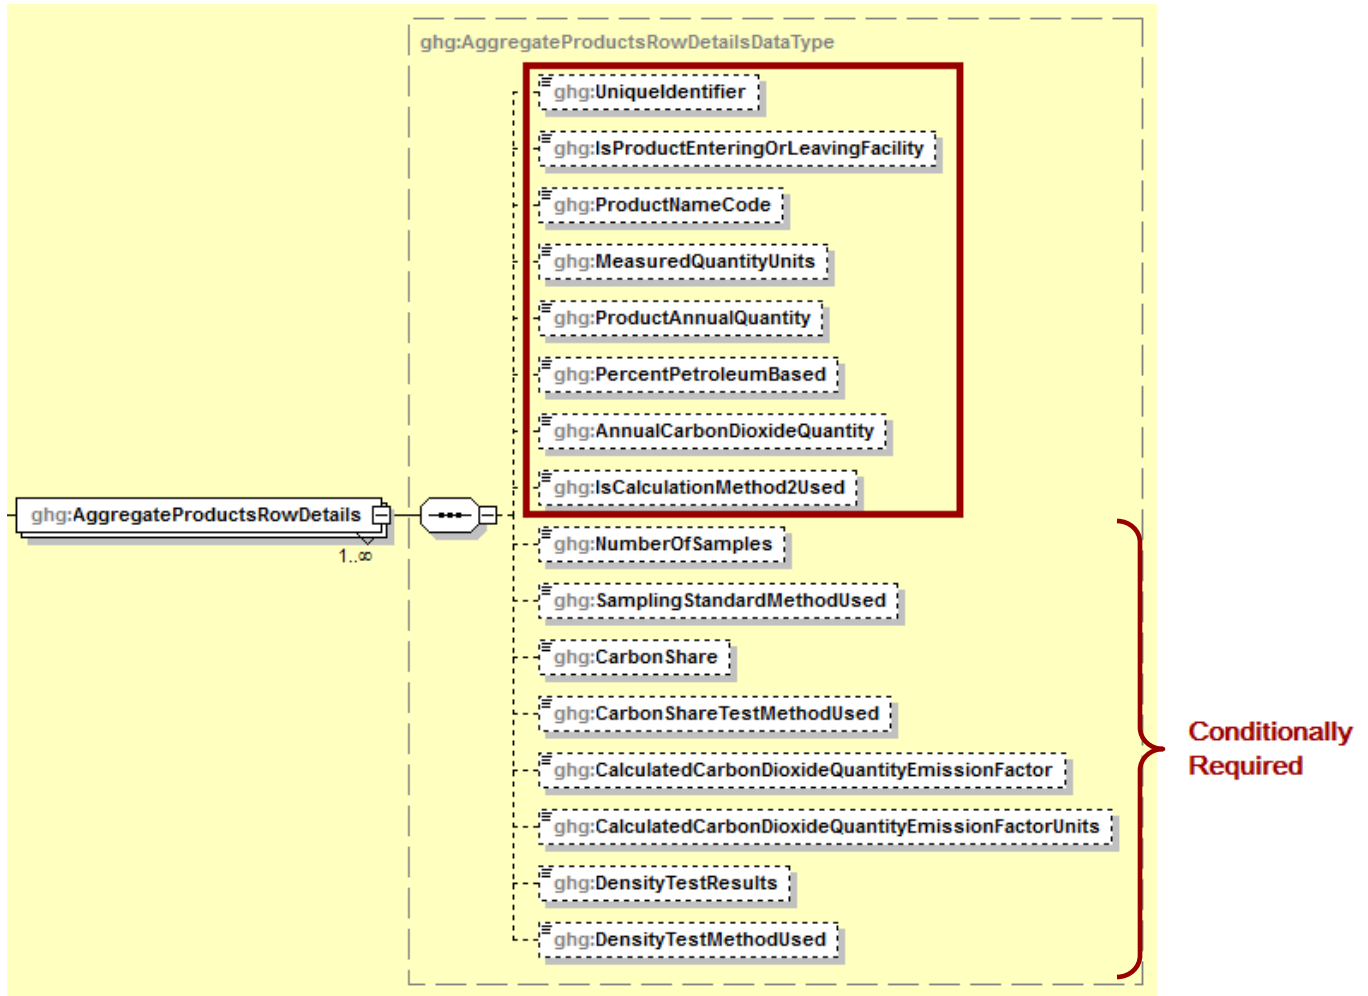 ghg:AggregateProductsRowDetailsDataType
ghg:UniqueIdentifier
ghg:IsProductEnteringOrLeavingFacility
ghg:ProductNameCode
ghg:MeasuredQuantityUnits
ghg:ProductAnnualQuantity
ghg:PercentPetroleumBased
ghg:AnnualCarbonDioxideQuantity
ghg:IsCalculationMethod2Used
ghg:AggregateProductsRowDetails
1..∞
ghg:NumberOfSamples
ghg:SamplingStandardMethodUsed
ghg:CarbonShare
ghg:CarbonShareTestMethodUsed
ghg:CalculatedCarbonDioxideQuantityEmissionFactor
ghg:CalculatedCarbonDioxideQuantityEmissionFactorUnits
ghg:DensityTestResults
ghg:DensityTestMethodUsed
Conditionally
Required